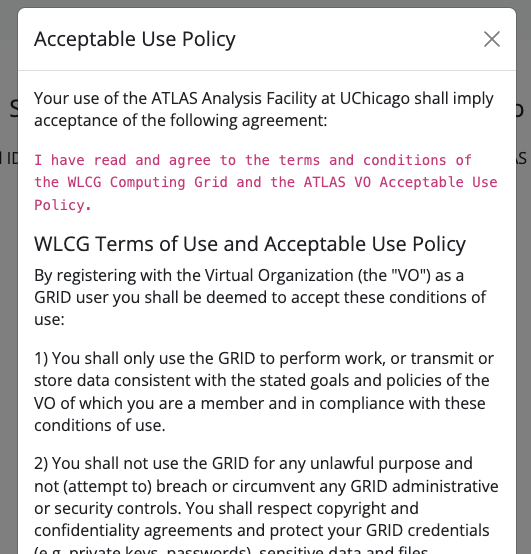 Acceptable Use Policy
Your use of the ATLAS Analysis Facility at UChicago shall imply
acceptance of the following agreement:
I have read and agree to the terms and conditions of
the WLCG Computing Grid and the ATLAS VO Acceptable Use
Policy.
WLCG Terms of Use and Acceptable Use Policy
By registering with the Virtual Organization (the "VO") as a
GRID user you shall be deemed to accept these conditions of
use:
1) You shall only use the GRID to perform work, or transmit or
store data consistent with the stated goals and policies of the
VO of which you are a member and in compliance with these
conditions of use.
2) You shall not use the GRID for any unlawful purpose and
not (attempt to) breach or circumvent any GRID administrative
or security controls. You shall respect copyright and
confidentiality agreements and protect your GRID credentials
(e.g. private keys, passwords), sensitive data and files.